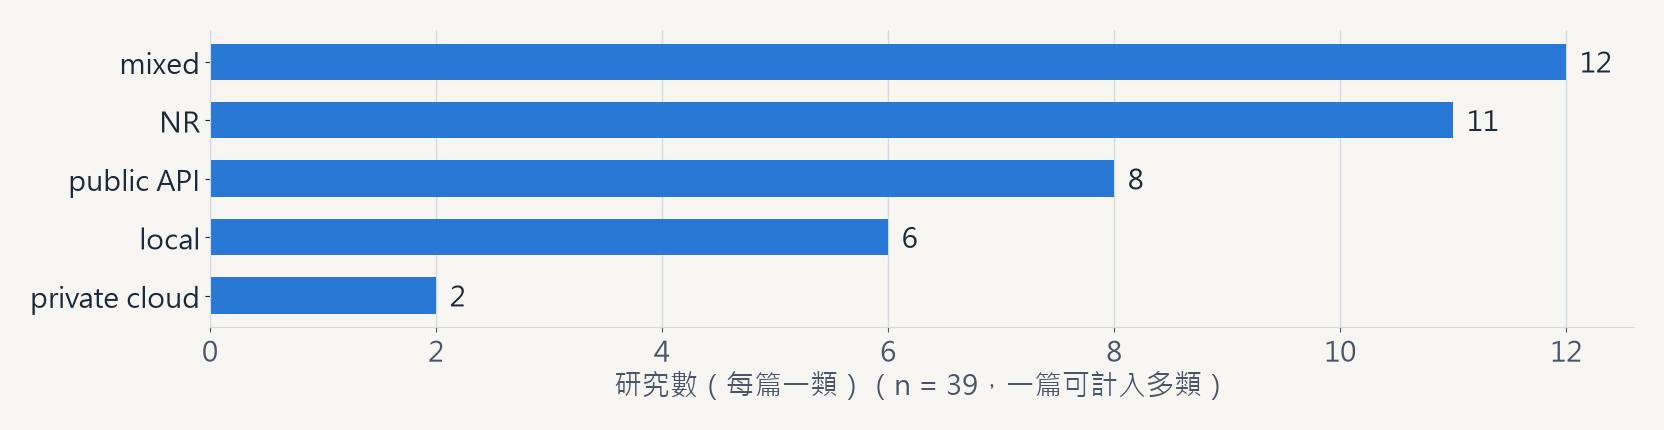 mixed 12
NR 11
public API 8
local 6
private cloud 2
0 2 4 6 8 10 12
研究數（每篇一類）（n = 39，一篇可計入多類）